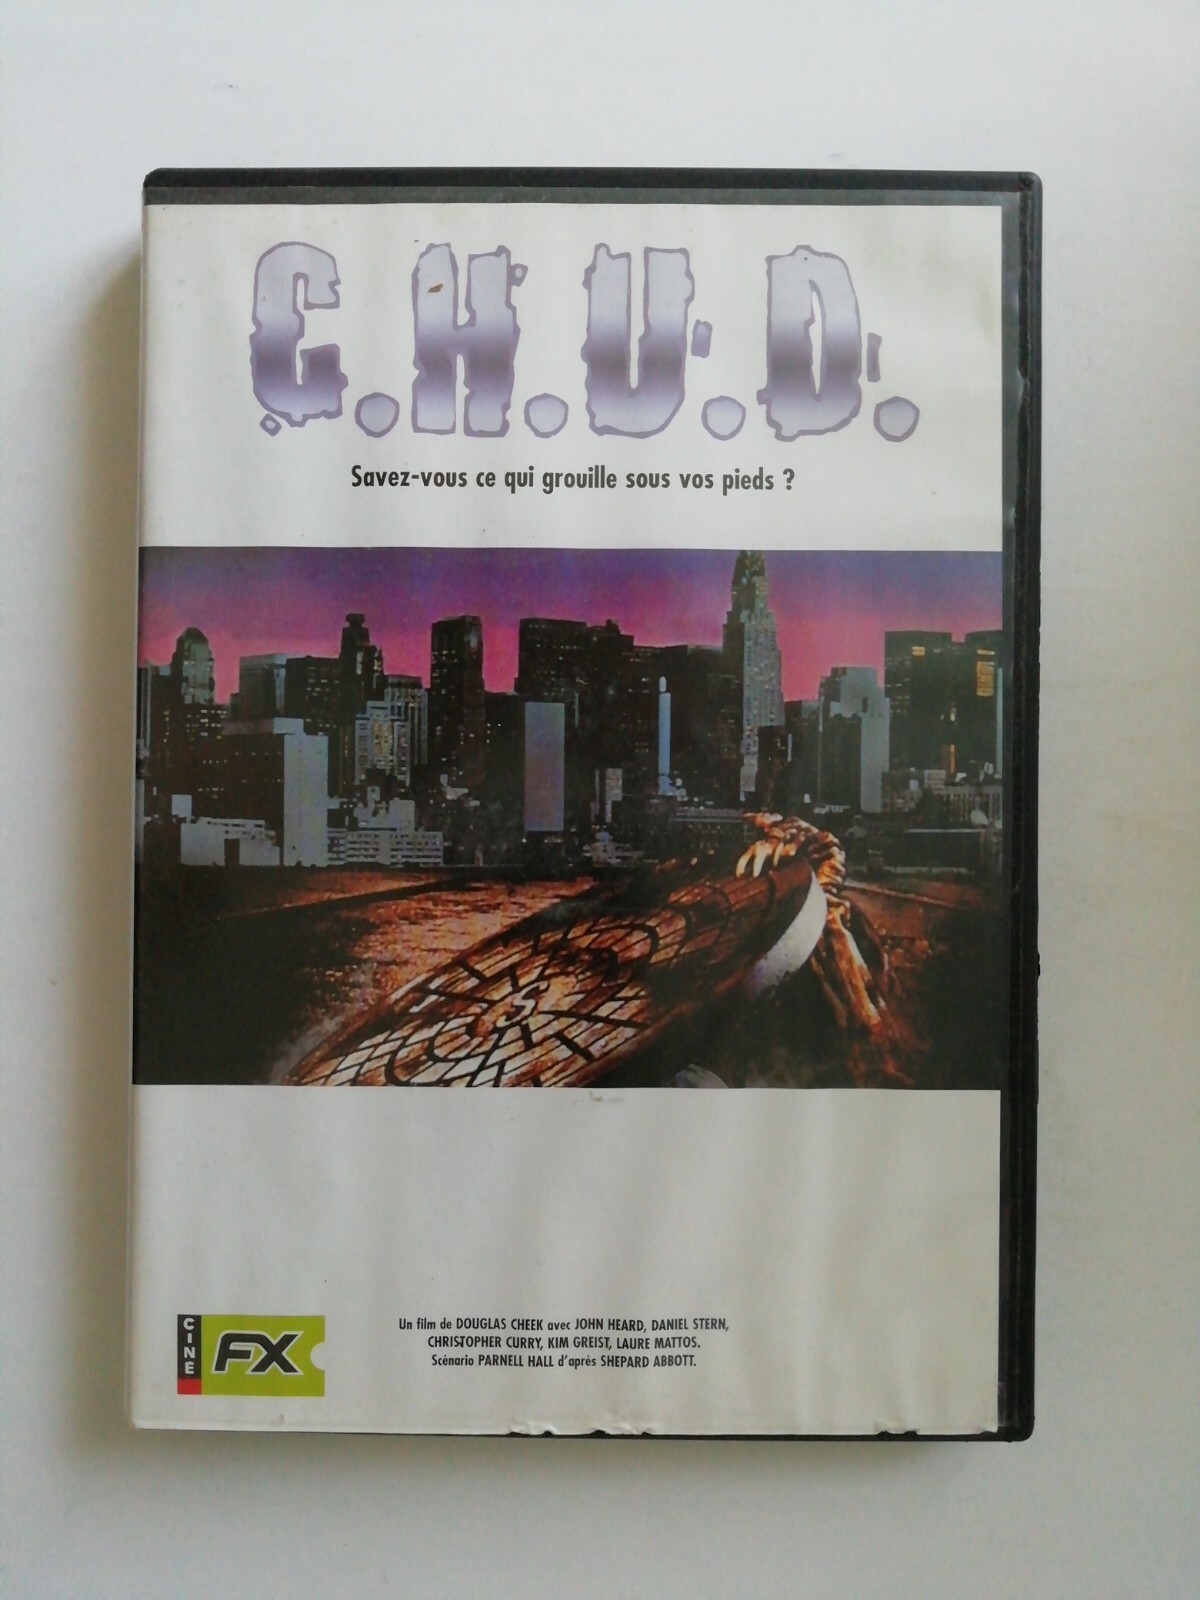 C.H.U.D.
Savez-vous ce qui grouille sous vos pieds ?
S
CINÉ
FX
Un film de DOUGLAS CHEEK avec JOHN HEARD, DANIEL STERN,
CHRISTOPHER CURRY, KIM GREIST, LAURE MATTOS.
Scénario PARNELL HALL d'après SHEPARD ABBOTT.